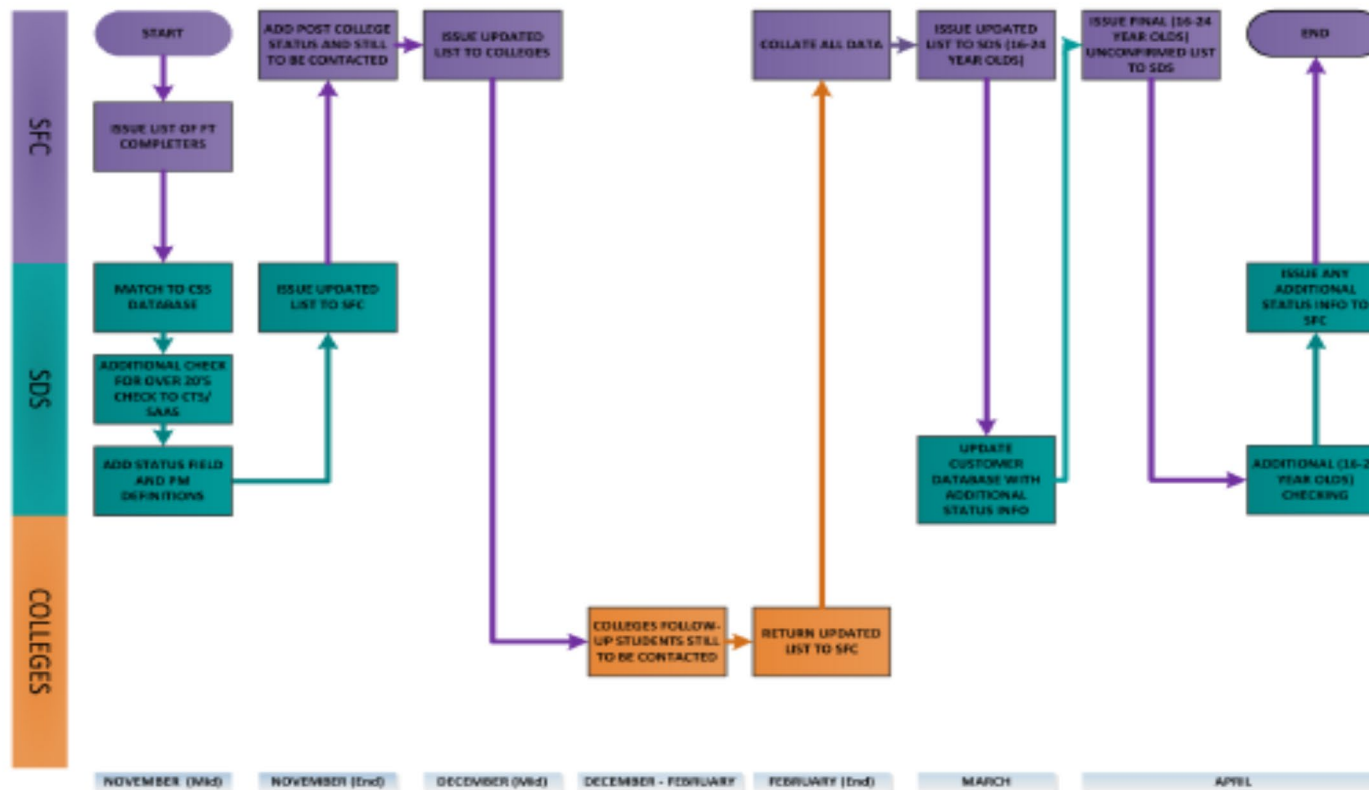 SFC
START
ISSUE LIST OF FT
COMPLETERS
ADD POST COLLEGE
STATUS AND STILL
TO BE CONTACTED
ISSUE UPDATED
LIST TO COLLEGES
COLLATE ALL DATA
ISSUE UPDATED
LIST TO SDS (16-24
YEAR OLDS)
ISSUE FINAL (16-24
YEAR OLDS)
UNCONFIRMED LIST
TO SDS
END
SDS
MATCH TO CSS
DATABASE
ADDITIONAL CHECK
FOR OVER 20'S
CHECK TO CTS/
SAAS
ADD STATUS FIELD
AND PM
DEFINITIONS
ISSUE UPDATED
LIST TO SFC
UPDATE
CUSTOMER
DATABASE WITH
ADDITIONAL
STATUS INFO
ISSUE ANY
ADDITIONAL
STATUS INFO TO
SFC
ADDITIONAL (16-2
YEAR OLDS)
CHECKING
COLLEGES
COLLEGES FOLLOW-
UP STUDENTS STILL
TO BE CONTACTED
RETURN UPDATED
LIST TO SFC
NOVEMBER (Mid)
NOVEMBER (End)
DECEMBER (Mid)
DECEMBER - FEBRUARY
FEBRUARY (End)
MARCH
APRIL